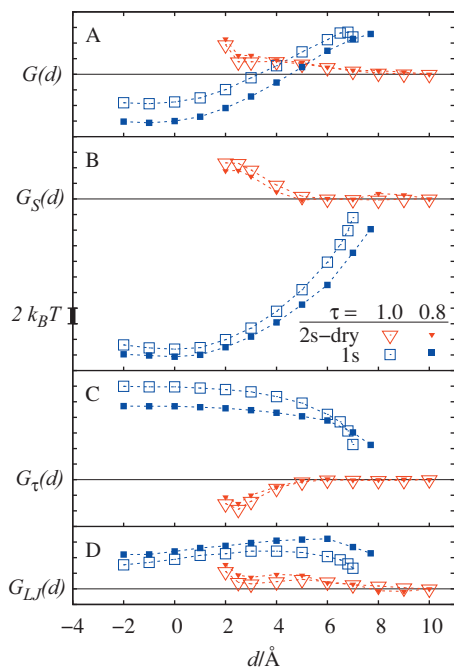 A
G(d)
B
G_S(d)
2 k_BT
τ = 1.0 0.8
2s−dry
1s
C
G_τ(d)
D
G_LJ(d)
−4 −2 0 2 4 6 8 10
d/Å